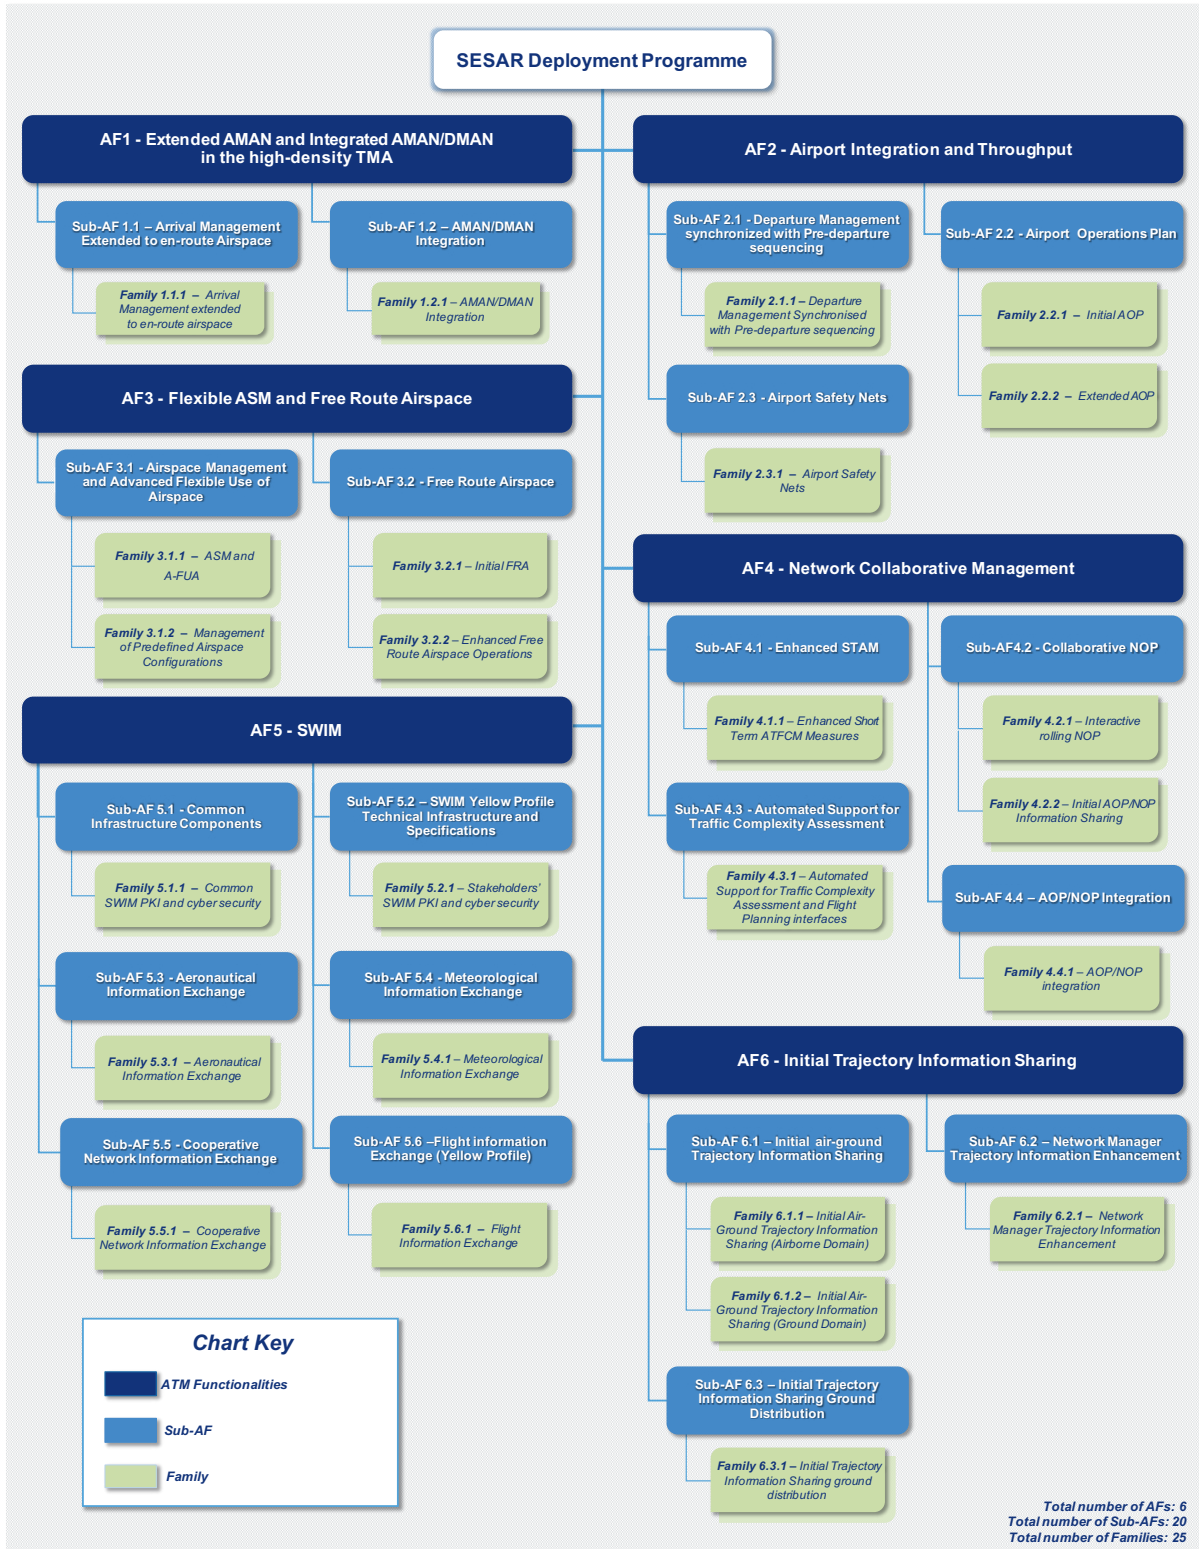 SESAR Deployment Programme
AF1 - Extended AMAN and Integrated AMAN/DMAN
in the high-density TMA
Sub-AF 1.1 – Arrival Management
Extended to en-route Airspace
Family 1.1.1 – Arrival
Management extended
to en-route airspace
Sub-AF 1.2 – AMAN/DMAN
Integration
Family 1.2.1 – AMAN/DMAN
Integration
AF2 - Airport Integration and Throughput
Sub-AF 2.1 - Departure Management
synchronized with Pre-departure
sequencing
Family 2.1.1 – Departure
Management Synchronised
with Pre-departure sequencing
Sub-AF 2.2 - Airport Operations Plan
Family 2.2.1 – Initial AOP
Family 2.2.2 – Extended AOP
Sub-AF 2.3 - Airport Safety Nets
Family 2.3.1 – Airport Safety
Nets
AF3 - Flexible ASM and Free Route Airspace
Sub-AF 3.1 - Airspace Management
and Advanced Flexible Use of
Airspace
Family 3.1.1 – ASM and
A-FUA
Family 3.1.2 – Management
of Predefined Airspace
Configurations
Sub-AF 3.2 - Free Route Airspace
Family 3.2.1 – Initial FRA
Family 3.2.2 – Enhanced Free
Route Airspace Operations
AF4 - Network Collaborative Management
Sub-AF 4.1 - Enhanced STAM
Family 4.1.1 – Enhanced Short
Term ATFCM Measures
Sub-AF4.2 - Collaborative NOP
Family 4.2.1 – Interactive
rolling NOP
Family 4.2.2 – Initial AOP/NOP
Information Sharing
Sub-AF 4.3 - Automated Support for
Traffic Complexity Assessment
Family 4.3.1 – Automated
Support for Traffic Complexity
Assessment and Flight
Planning interfaces
Sub-AF 4.4 – AOP/NOP Integration
Family 4.4.1 – AOP/NOP
integration
AF5 - SWIM
Sub-AF 5.1 - Common
Infrastructure Components
Family 5.1.1 – Common
SWIM PKI and cyber security
Sub-AF 5.2 – SWIM Yellow Profile
Technical Infrastructure and
Specifications
Family 5.2.1 – Stakeholders'
SWIM PKI and cyber security
Sub-AF 5.3 - Aeronautical
Information Exchange
Family 5.3.1 – Aeronautical
Information Exchange
Sub-AF 5.4 - Meteorological
Information Exchange
Family 5.4.1 – Meteorological
Information Exchange
Sub-AF 5.5 - Cooperative
Network Information Exchange
Family 5.5.1 – Cooperative
Network Information Exchange
Sub-AF 5.6 –Flight information
Exchange (Yellow Profile)
Family 5.6.1 – Flight
Information Exchange
AF6 - Initial Trajectory Information Sharing
Sub-AF 6.1 – Initial air-ground
Trajectory Information Sharing
Family 6.1.1 – Initial Air-
Ground Trajectory Information
Sharing (Airborne Domain)
Family 6.1.2 – Initial Air-
Ground Trajectory Information
Sharing (Ground Domain)
Sub-AF 6.2 – Network Manager
Trajectory Information Enhancement
Family 6.2.1 – Network
Manager Trajectory Information
Enhancement
Sub-AF 6.3 – Initial Trajectory
Information Sharing Ground
Distribution
Family 6.3.1 – Initial Trajectory
Information Sharing ground
distribution
Chart Key
ATM Functionalities
Sub-AF
Family
Total number of AFs: 6
Total number of Sub-AFs: 20
Total number of Families: 25